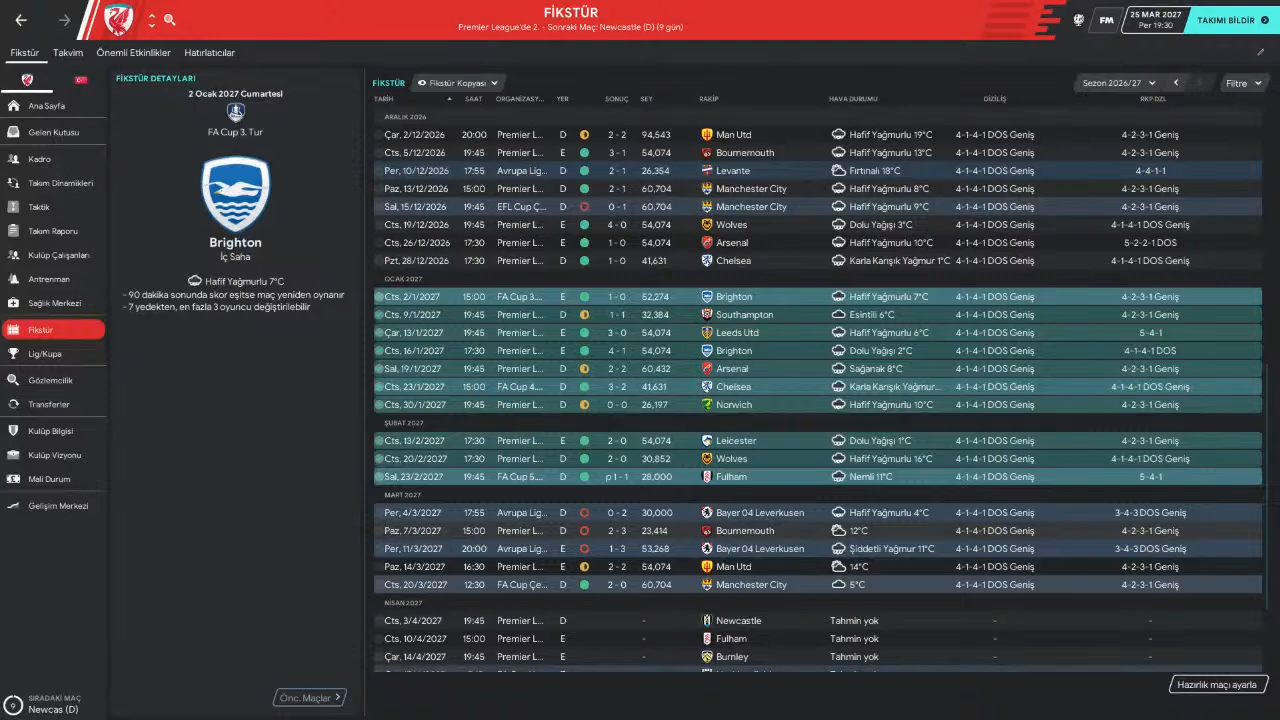 FİKSTÜR
Premier League'de 2. - Sonraki Maç: Newcastle (D) (9 gün)
FM
25 MAR 2027
Per 19:30
TAKIMI BİLDİR
Fikstür Takvim Önemli Etkinlikler Hatırlatıcılar
Ana Sayfa
Gelen Kutusu
Kadro
Takım Dinamikleri
Taktik
Takım Raporu
Kulüp Çalışanları
Antrenman
Sağlık Merkezi
Fikstür
Lig/Kupa
Gözlemcilik
Transferler
Kulüp Bilgisi
Kulüp Vizyonu
Mali Durum
Gelişim Merkezi
9
SIRADAKİ MAÇ
Newcas (D)
FİKSTÜR DETAYLARI
2 Ocak 2027 Cumartesi
FA Cup 3. Tur
Brighton
İç Saha
Hafif Yağmurlu 7°C
- 90 dakika sonunda skor eşitse maç yeniden oynanır
- 7 yedekten, en fazla 3 oyuncu değiştirilebilir
Önc. Maçlar
FİKSTÜR Fikstür Kopyası Sezon 2026/27 Filtre
TARİH SAAT ORGANİZASY... YER SONUÇ SEY RAKİP HAVA DURUMU DİZİLİŞ RKP DZL
ARALIK 2026
Çar, 2/12/2026 20:00 Premier L... D 2 - 2 94,543 Man Utd Hafif Yağmurlu 19°C 4-1-4-1 DOS Geniş 4-2-3-1 Geniş
Cts, 5/12/2026 19:45 Premier L... E 3 - 1 54,074 Bournemouth Hafif Yağmurlu 13°C 4-1-4-1 DOS Geniş 4-2-3-1 Geniş
Per, 10/12/2026 17:55 Avrupa Lig... D 2 - 1 26,354 Levante Fırtınalı 18°C 4-1-4-1 DOS Geniş 4-4-1-1
Paz, 13/12/2026 15:00 Premier L... D 2 - 1 60,704 Manchester City Hafif Yağmurlu 8°C 4-1-4-1 DOS Geniş 4-2-3-1 Geniş
Sal, 15/12/2026 19:45 EFL Cup Ç... D 0 - 1 60,704 Manchester City Hafif Yağmurlu 9°C 4-1-4-1 DOS Geniş 4-2-3-1 Geniş
Cts, 19/12/2026 19:45 Premier L... E 4 - 0 54,074 Wolves Dolu Yağışı 3°C 4-1-4-1 DOS Geniş 4-1-4-1 DOS Geniş
Cts, 26/12/2026 17:30 Premier L... E 1 - 0 54,074 Arsenal Hafif Yağmurlu 10°C 4-1-4-1 DOS Geniş 5-2-2-1 DOS
Pzt, 28/12/2026 17:30 Premier L... D 1 - 0 41,631 Chelsea Karla Karışık Yağmur 1°C 4-1-4-1 DOS Geniş 4-1-4-1 DOS Geniş
OCAK 2027
Cts, 2/1/2027 15:00 FA Cup 3.... E 1 - 0 52,274 Brighton Hafif Yağmurlu 7°C 4-1-4-1 DOS Geniş 4-2-3-1 Geniş
Cts, 9/1/2027 19:45 Premier L... D 1 - 1 32,384 Southampton Esintili 6°C 4-1-4-1 DOS Geniş 4-2-3-1 Geniş
Çar, 13/1/2027 19:45 Premier L... E 3 - 0 54,074 Leeds Utd Hafif Yağmurlu 6°C 4-1-4-1 DOS Geniş 5-4-1
Cts, 16/1/2027 17:30 Premier L... E 4 - 1 54,074 Brighton Dolu Yağışı 2°C 4-1-4-1 DOS Geniş 4-1-4-1 DOS
Sal, 19/1/2027 19:45 Premier L... D 2 - 2 60,432 Arsenal Sağanak 8°C 4-1-4-1 DOS Geniş 4-2-3-1 Geniş
Cts, 23/1/2027 15:00 FA Cup 4.... D 3 - 2 41,631 Chelsea Karla Karışık Yağmur... 4-1-4-1 DOS Geniş 4-1-4-1 DOS Geniş
Cts, 30/1/2027 19:45 Premier L... D 0 - 0 26,197 Norwich Hafif Yağmurlu 10°C 4-1-4-1 DOS Geniş 4-2-3-1 Geniş
ŞUBAT 2027
Cts, 13/2/2027 17:30 Premier L... E 2 - 0 54,074 Leicester Dolu Yağışı 1°C 4-1-4-1 DOS Geniş 4-2-3-1 Geniş
Cts, 20/2/2027 17:30 Premier L... D 2 - 0 30,852 Wolves Hafif Yağmurlu 16°C 4-1-4-1 DOS Geniş 4-1-4-1 DOS Geniş
Sal, 23/2/2027 19:45 FA Cup 5.... D p 1 - 1 28,000 Fulham Nemli 11°C 4-1-4-1 DOS Geniş 5-4-1
MART 2027
Per, 4/3/2027 17:55 Avrupa Lig... D 0 - 2 30,000 Bayer 04 Leverkusen Hafif Yağmurlu 4°C 4-1-4-1 DOS Geniş 3-4-3 DOS Geniş
Paz, 7/3/2027 15:00 Premier L... D 2 - 3 23,414 Bournemouth 12°C 4-1-4-1 DOS Geniş 4-2-3-1 Geniş
Per, 11/3/2027 20:00 Avrupa Lig... E 1 - 3 53,268 Bayer 04 Leverkusen Şiddetli Yağmur 11°C 4-1-4-1 DOS Geniş 3-4-3 DOS Geniş
Paz, 14/3/2027 16:30 Premier L... E 2 - 2 54,074 Man Utd 14°C 4-1-4-1 DOS Geniş 4-2-3-1 Geniş
Cts, 20/3/2027 12:30 FA Cup Çe... D 2 - 0 60,704 Manchester City 5°C 4-1-4-1 DOS Geniş 4-2-3-1 Geniş
NİSAN 2027
Cts, 3/4/2027 19:45 Premier L... D - Newcastle Tahmin yok - -
Cts, 10/4/2027 15:00 Premier L... E - Fulham Tahmin yok - -
Çar, 14/4/2027 19:45 Premier L... E - Burnley Tahmin yok - -
Hazırlık maçı ayarla